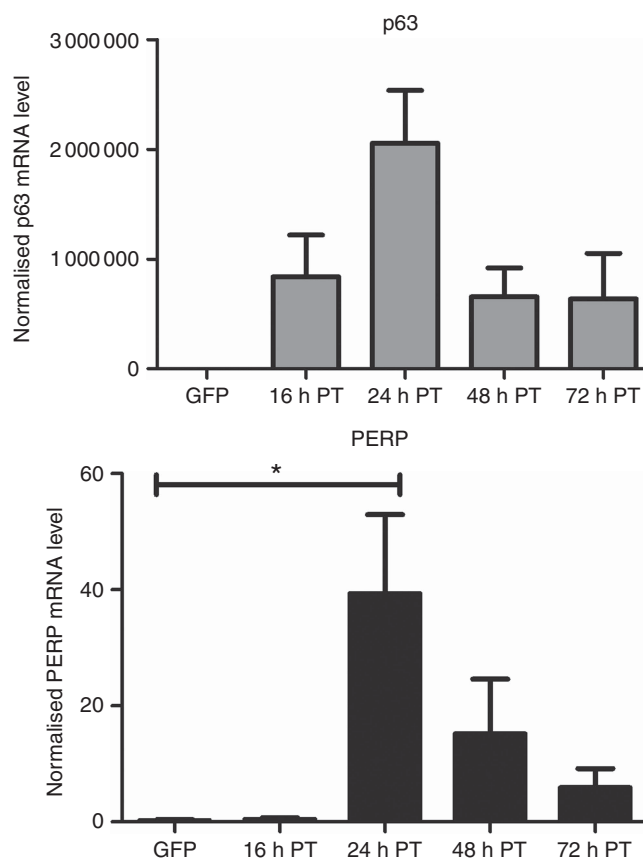 p63
Normalised p63 mRNA level
3 000 000
2 000 000
1 000 000
0
GFP 16 h PT 24 h PT 48 h PT 72 h PT
PERP
Normalised PERP mRNA level
60
*
40
20
0
GFP 16 h PT 24 h PT 48 h PT 72 h PT